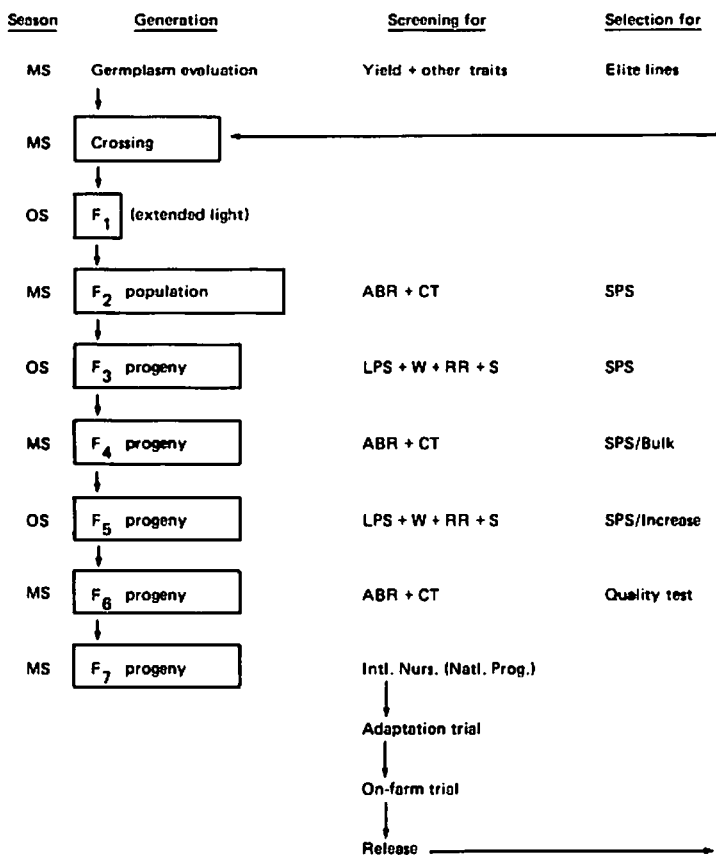 Season Generation Screening for Selection for
MS Germplasm evaluation Yield + other traits Elite lines
MS Crossing
OS F1 (extended light)
MS F2 population ABR + CT SPS
OS F3 progeny LPS + W + RR + S SPS
MS F4 progeny ABR + CT SPS/Bulk
OS F5 progeny LPS + W + RR + S SPS/Increase
MS F6 progeny ABR + CT Quality test
MS F7 progeny Intl. Nurs. (Natl. Prog.)
Adaptation trial
On-farm trial
Release